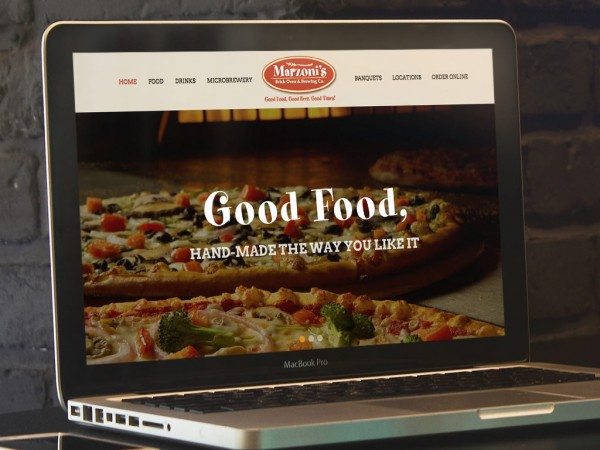 HOME FOOD DRINKS MICROBREWERY BANQUETS LOCATIONS ORDER ONLINE
Marzoni's
Brick Oven & Brewing Co.
Good Food, Good Beer, Good Times!
Good Food,
HAND-MADE THE WAY YOU LIKE IT
MacBook Pro